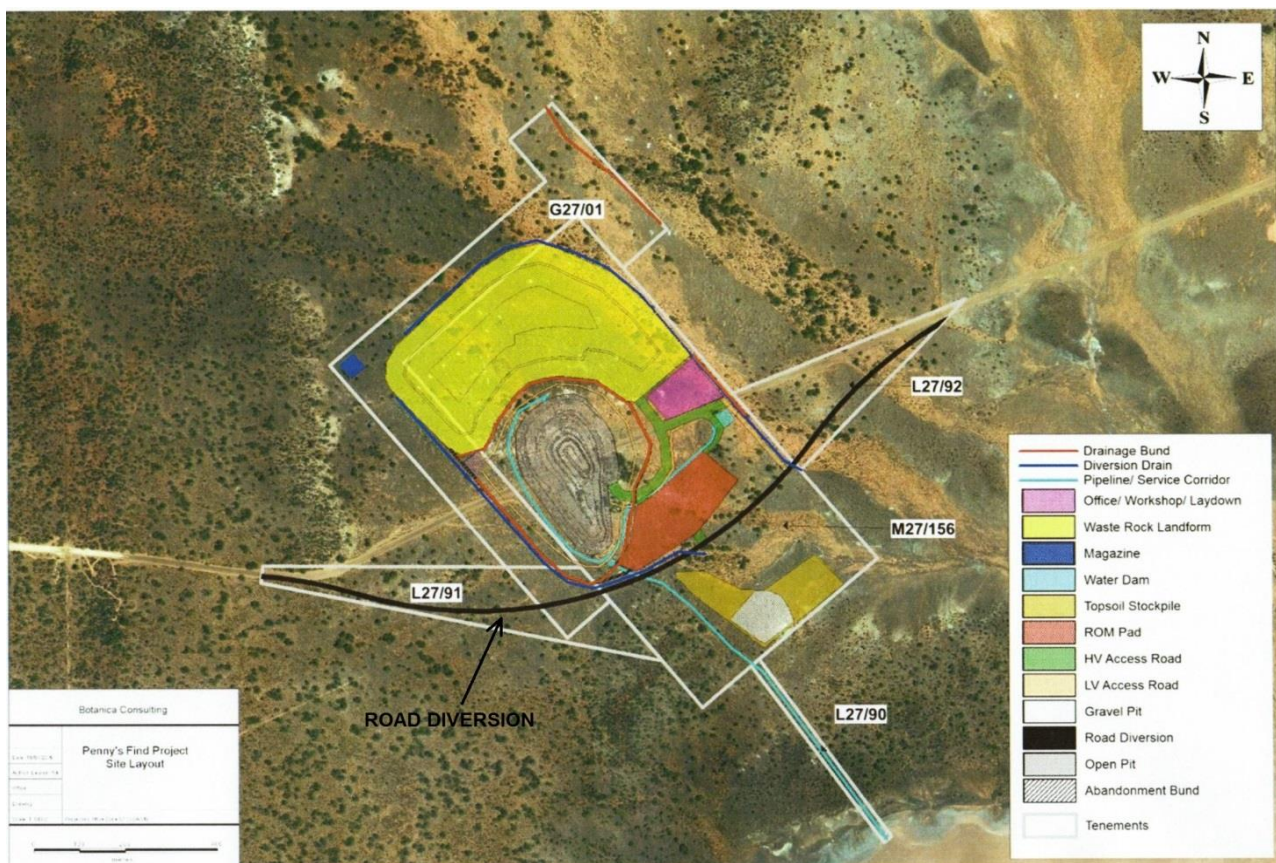 N
W E
S
G27/01
L27/92
M27/156
L27/91
ROAD DIVERSION
L27/90
Drainage Bund
Diversion Drain
Pipeline/ Service Corridor
Office/ Workshop/ Laydown
Waste Rock Landform
Magazine
Water Dam
Topsoil Stockpile
ROM Pad
HV Access Road
LV Access Road
Gravel Pit
Road Diversion
Open Pit
Abandonment Bund
Tenements
Botanica Consulting
Penny's Find Project
Site Layout